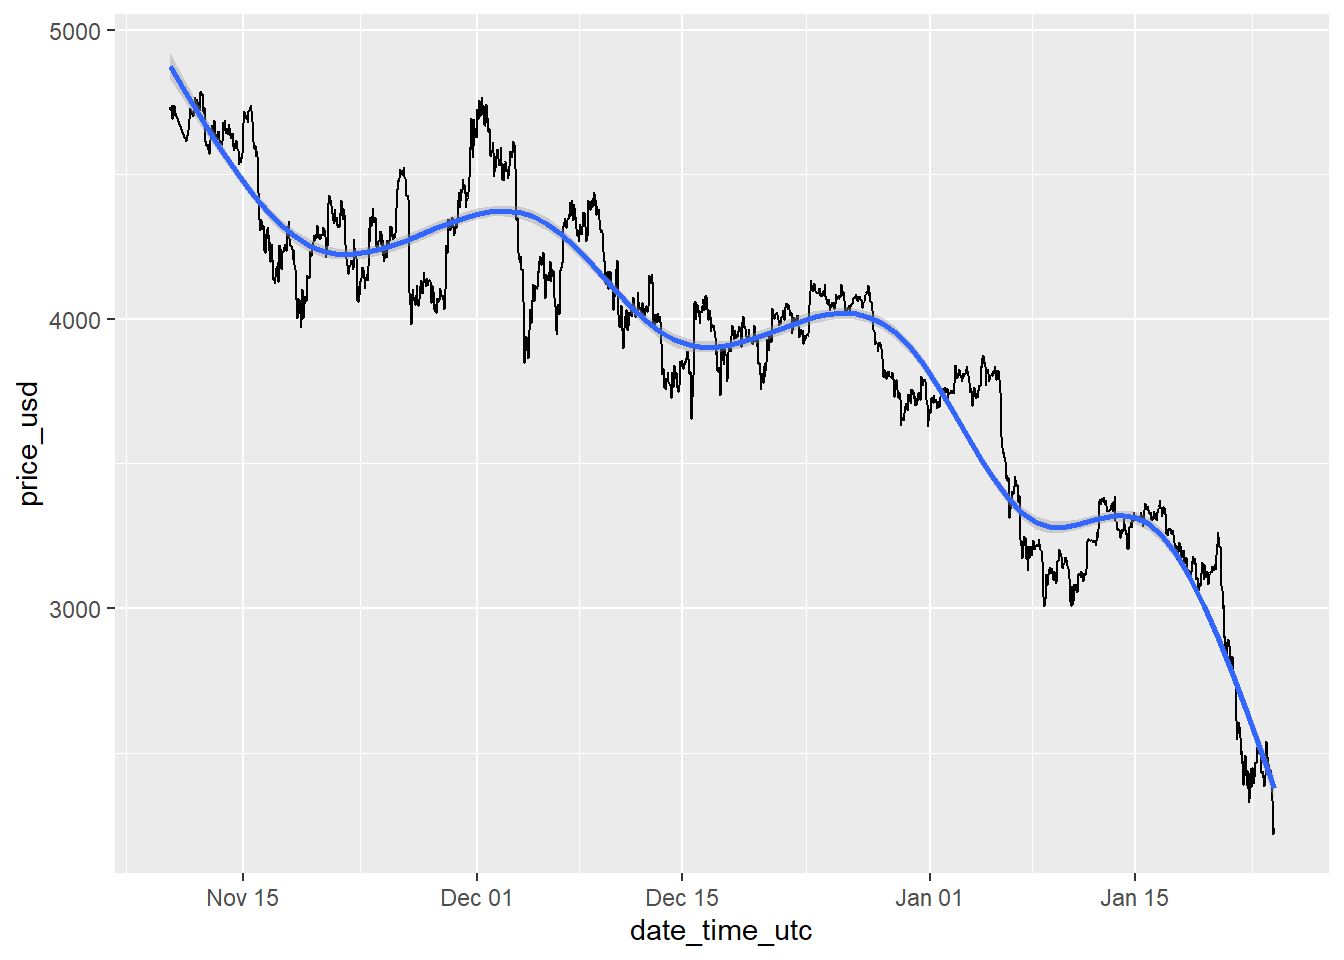 5000
4000
3000
price_usd
Nov 15
Dec 01
Dec 15
Jan 01
Jan 15
date_time_utc